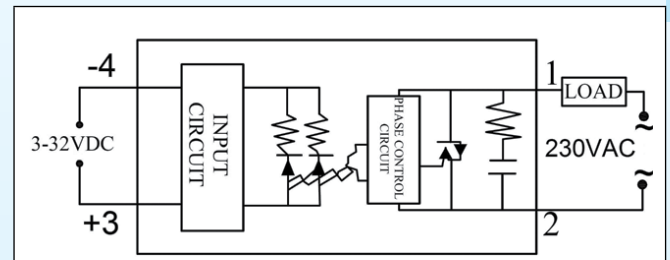 -4
3-32VDC
+3
INPUT
CIRCUIT
PHASE CONTROL
CIRCUIT
1
LOAD
~
230VAC
~
2